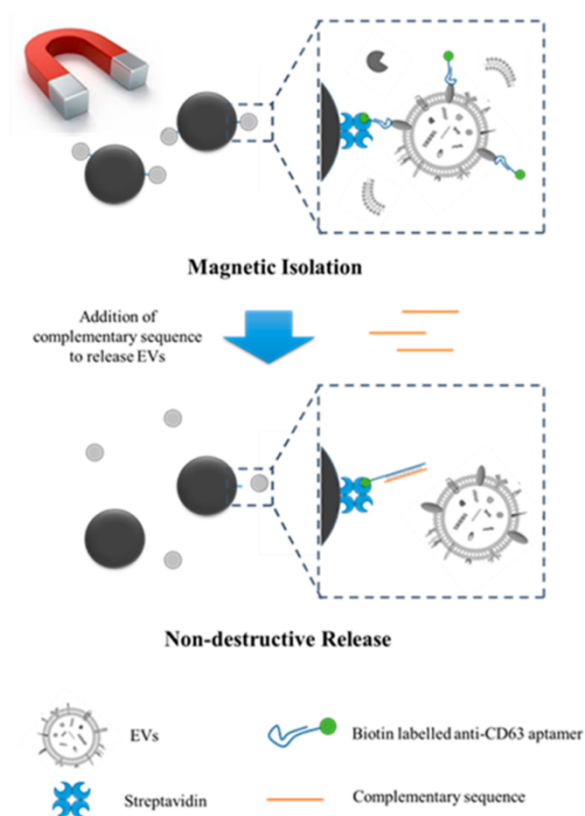 Magnetic Isolation
Addition of
complementary sequence
to release EVs
Non-destructive Release
EVs
Biotin labelled anti-CD63 aptamer
Streptavidin
Complementary sequence